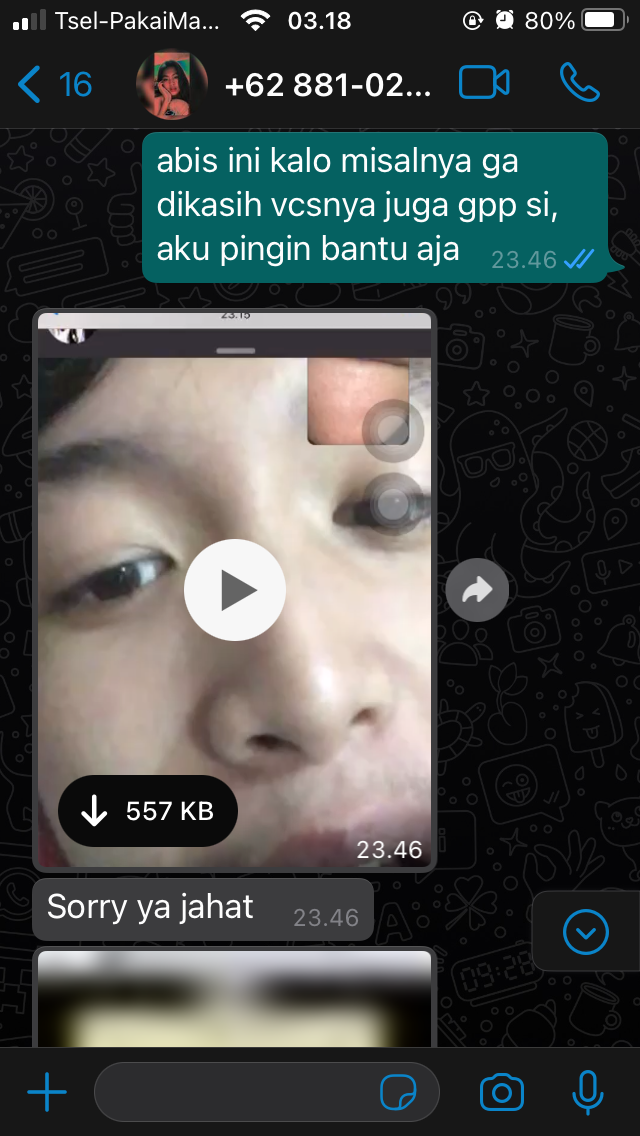 Tsel-PakaiMa... 03.18 80%
16 +62 881-02...
abis ini kalo misalnya ga
dikasih vcsnya juga gpp si,
aku pingin bantu aja 23.46
23.15
557 KB
23.46
Sorry ya jahat 23.46